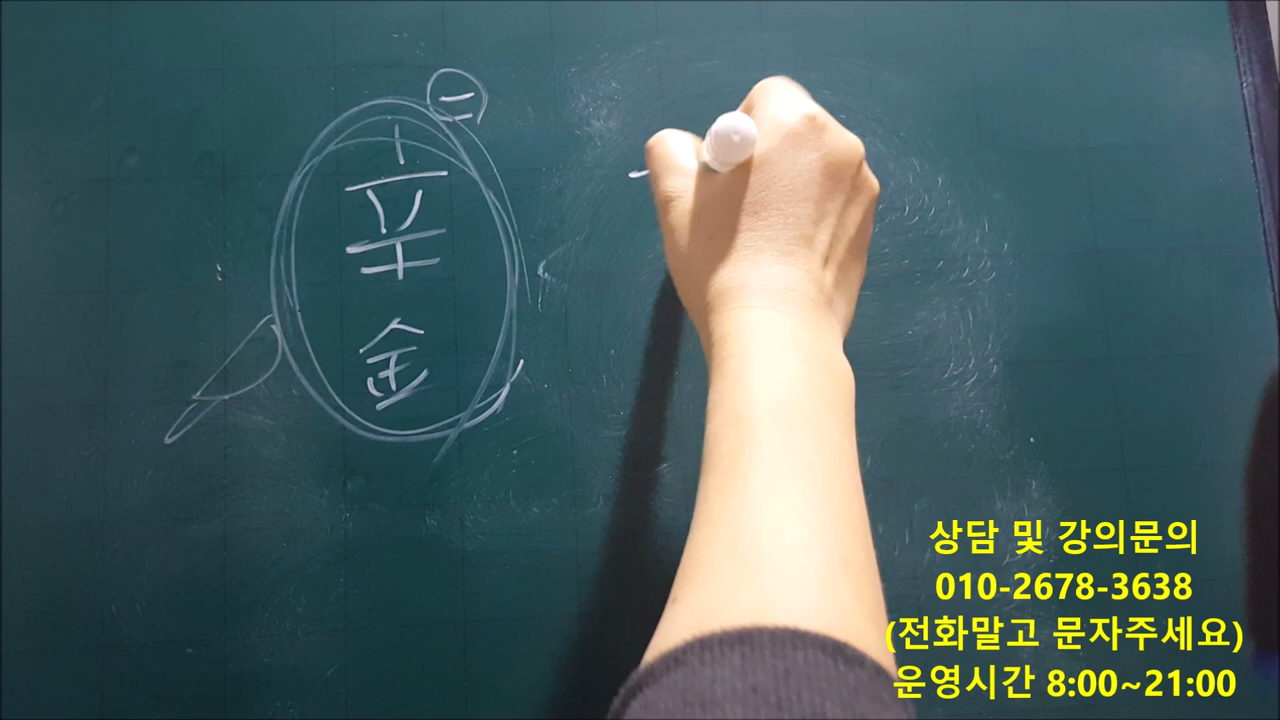 辛
金
상담 및 강의문의
010-2678-3638
(전화말고 문자주세요)
운영시간 8:00~21:00